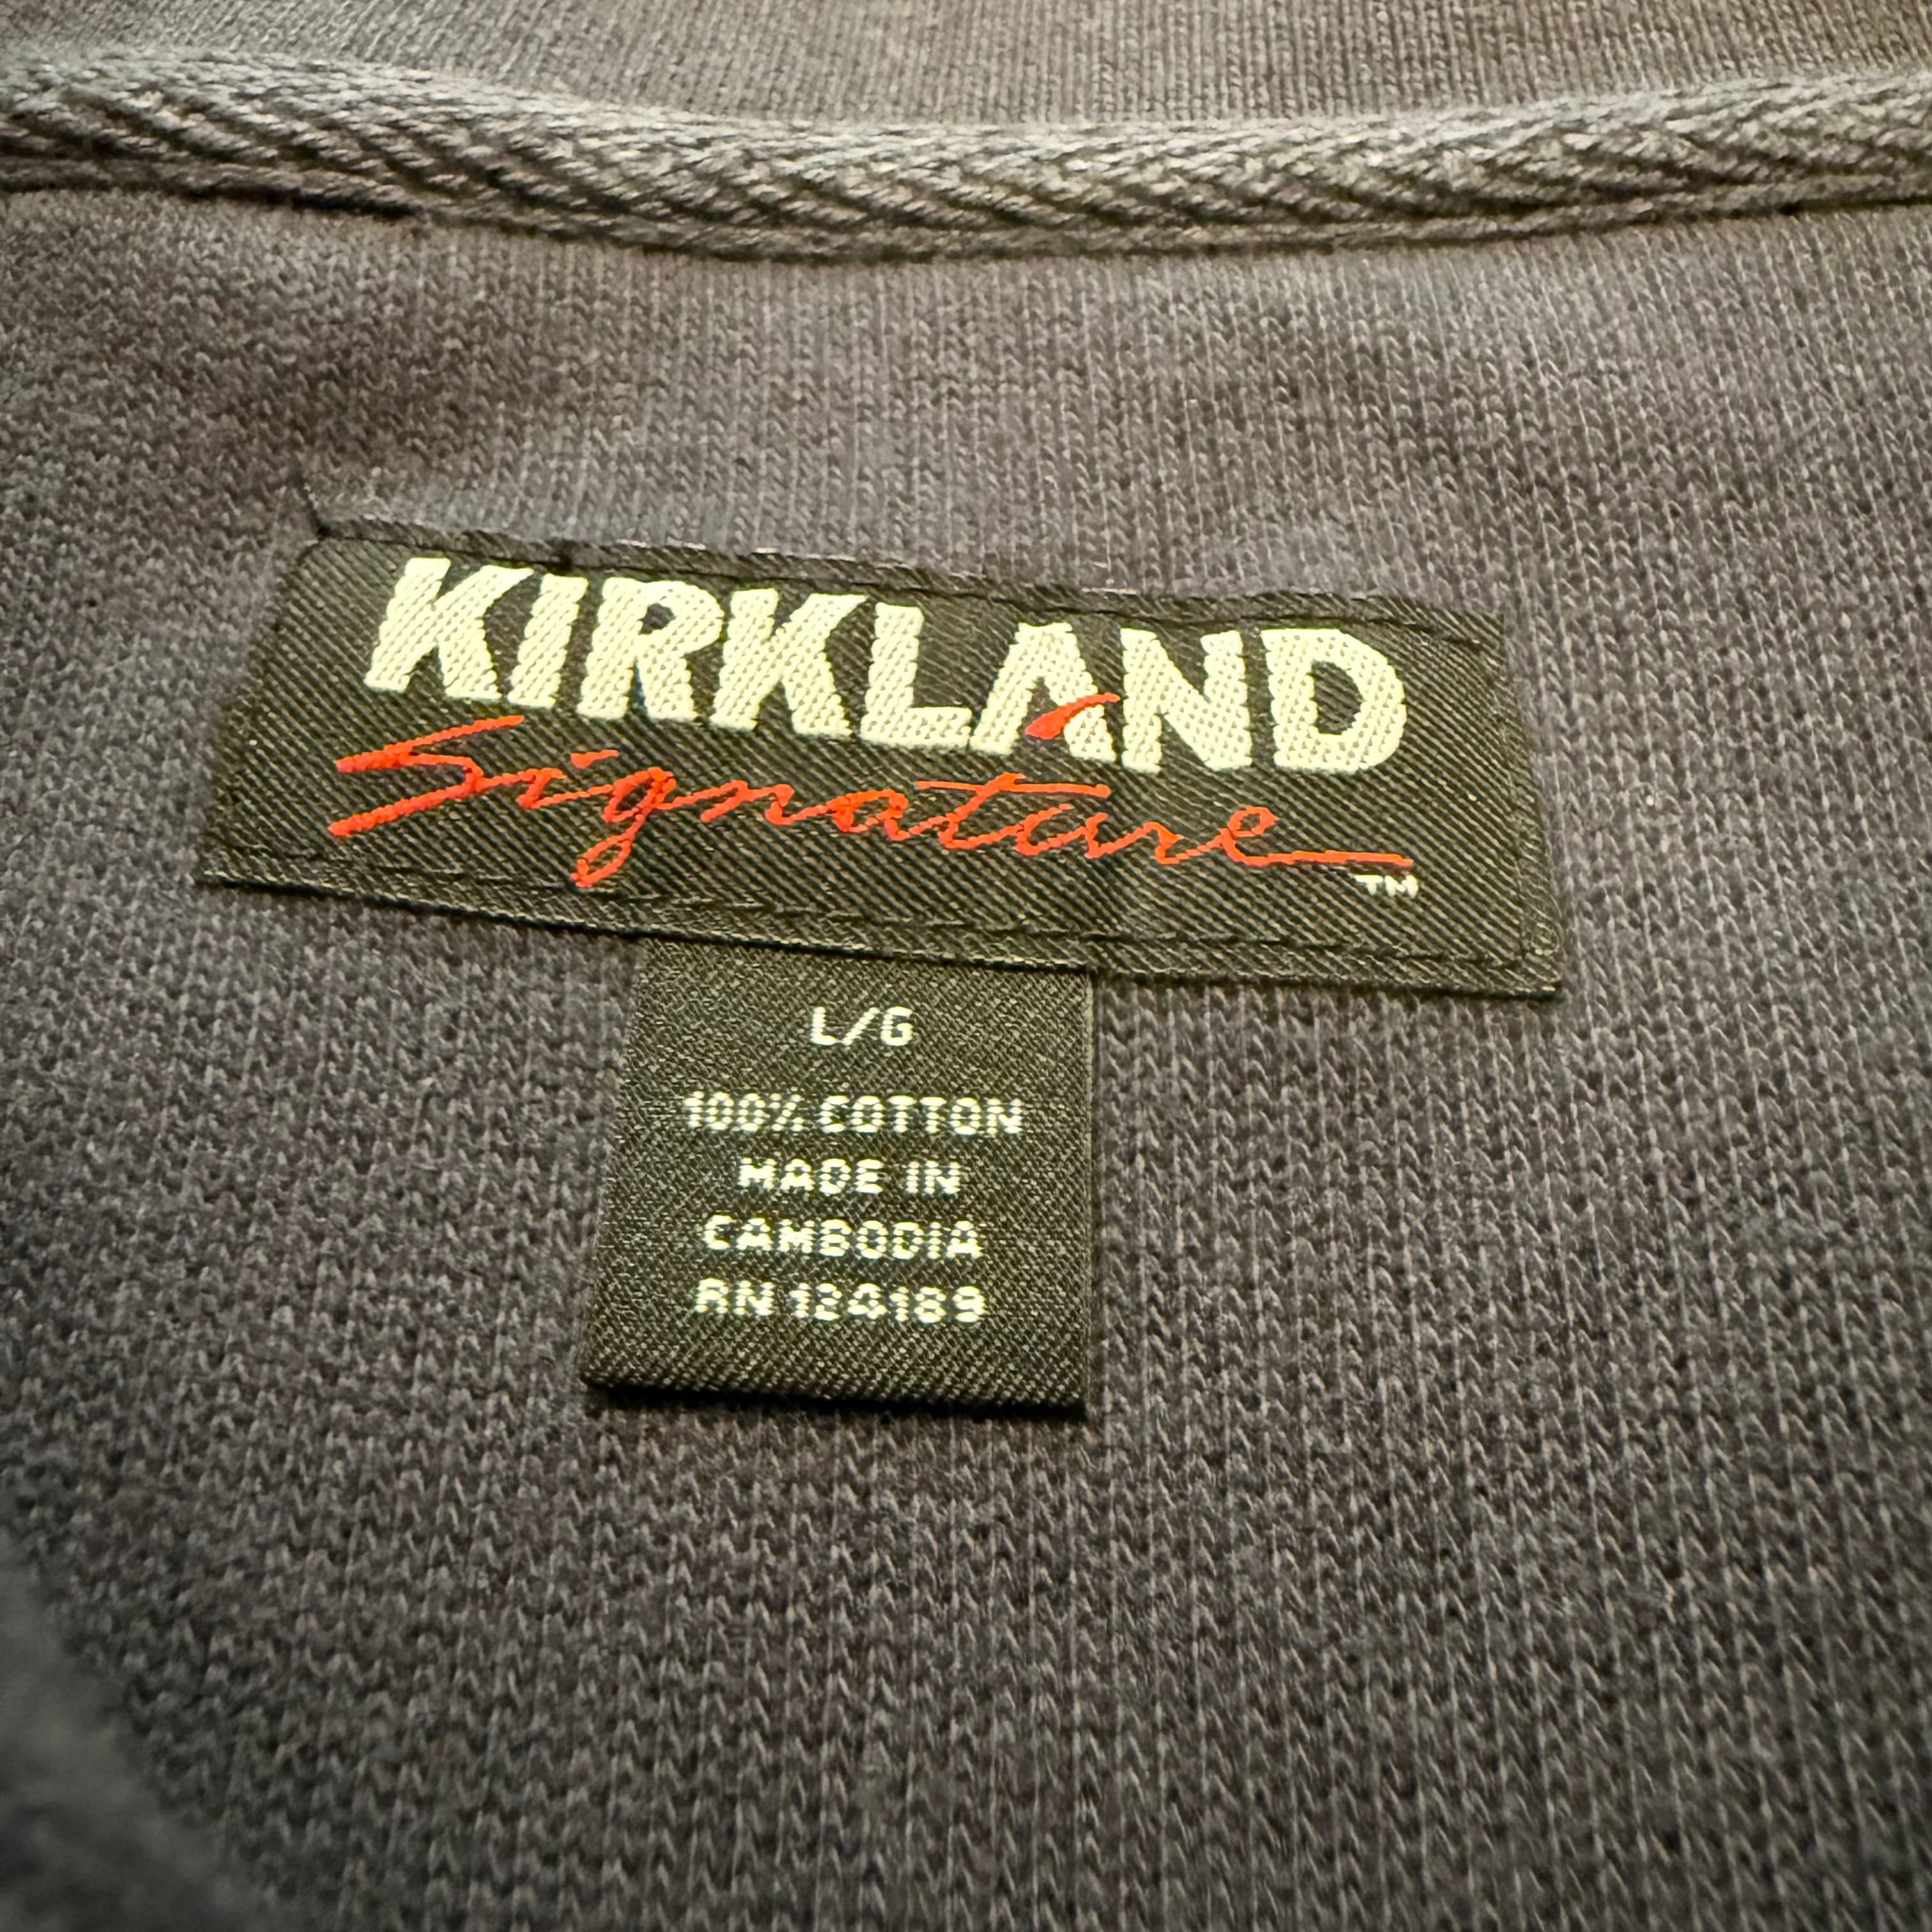 KIRKLAND
Signature
TM
L/G
100% COTTON
MADE IN
CAMBODIA
RN 124189